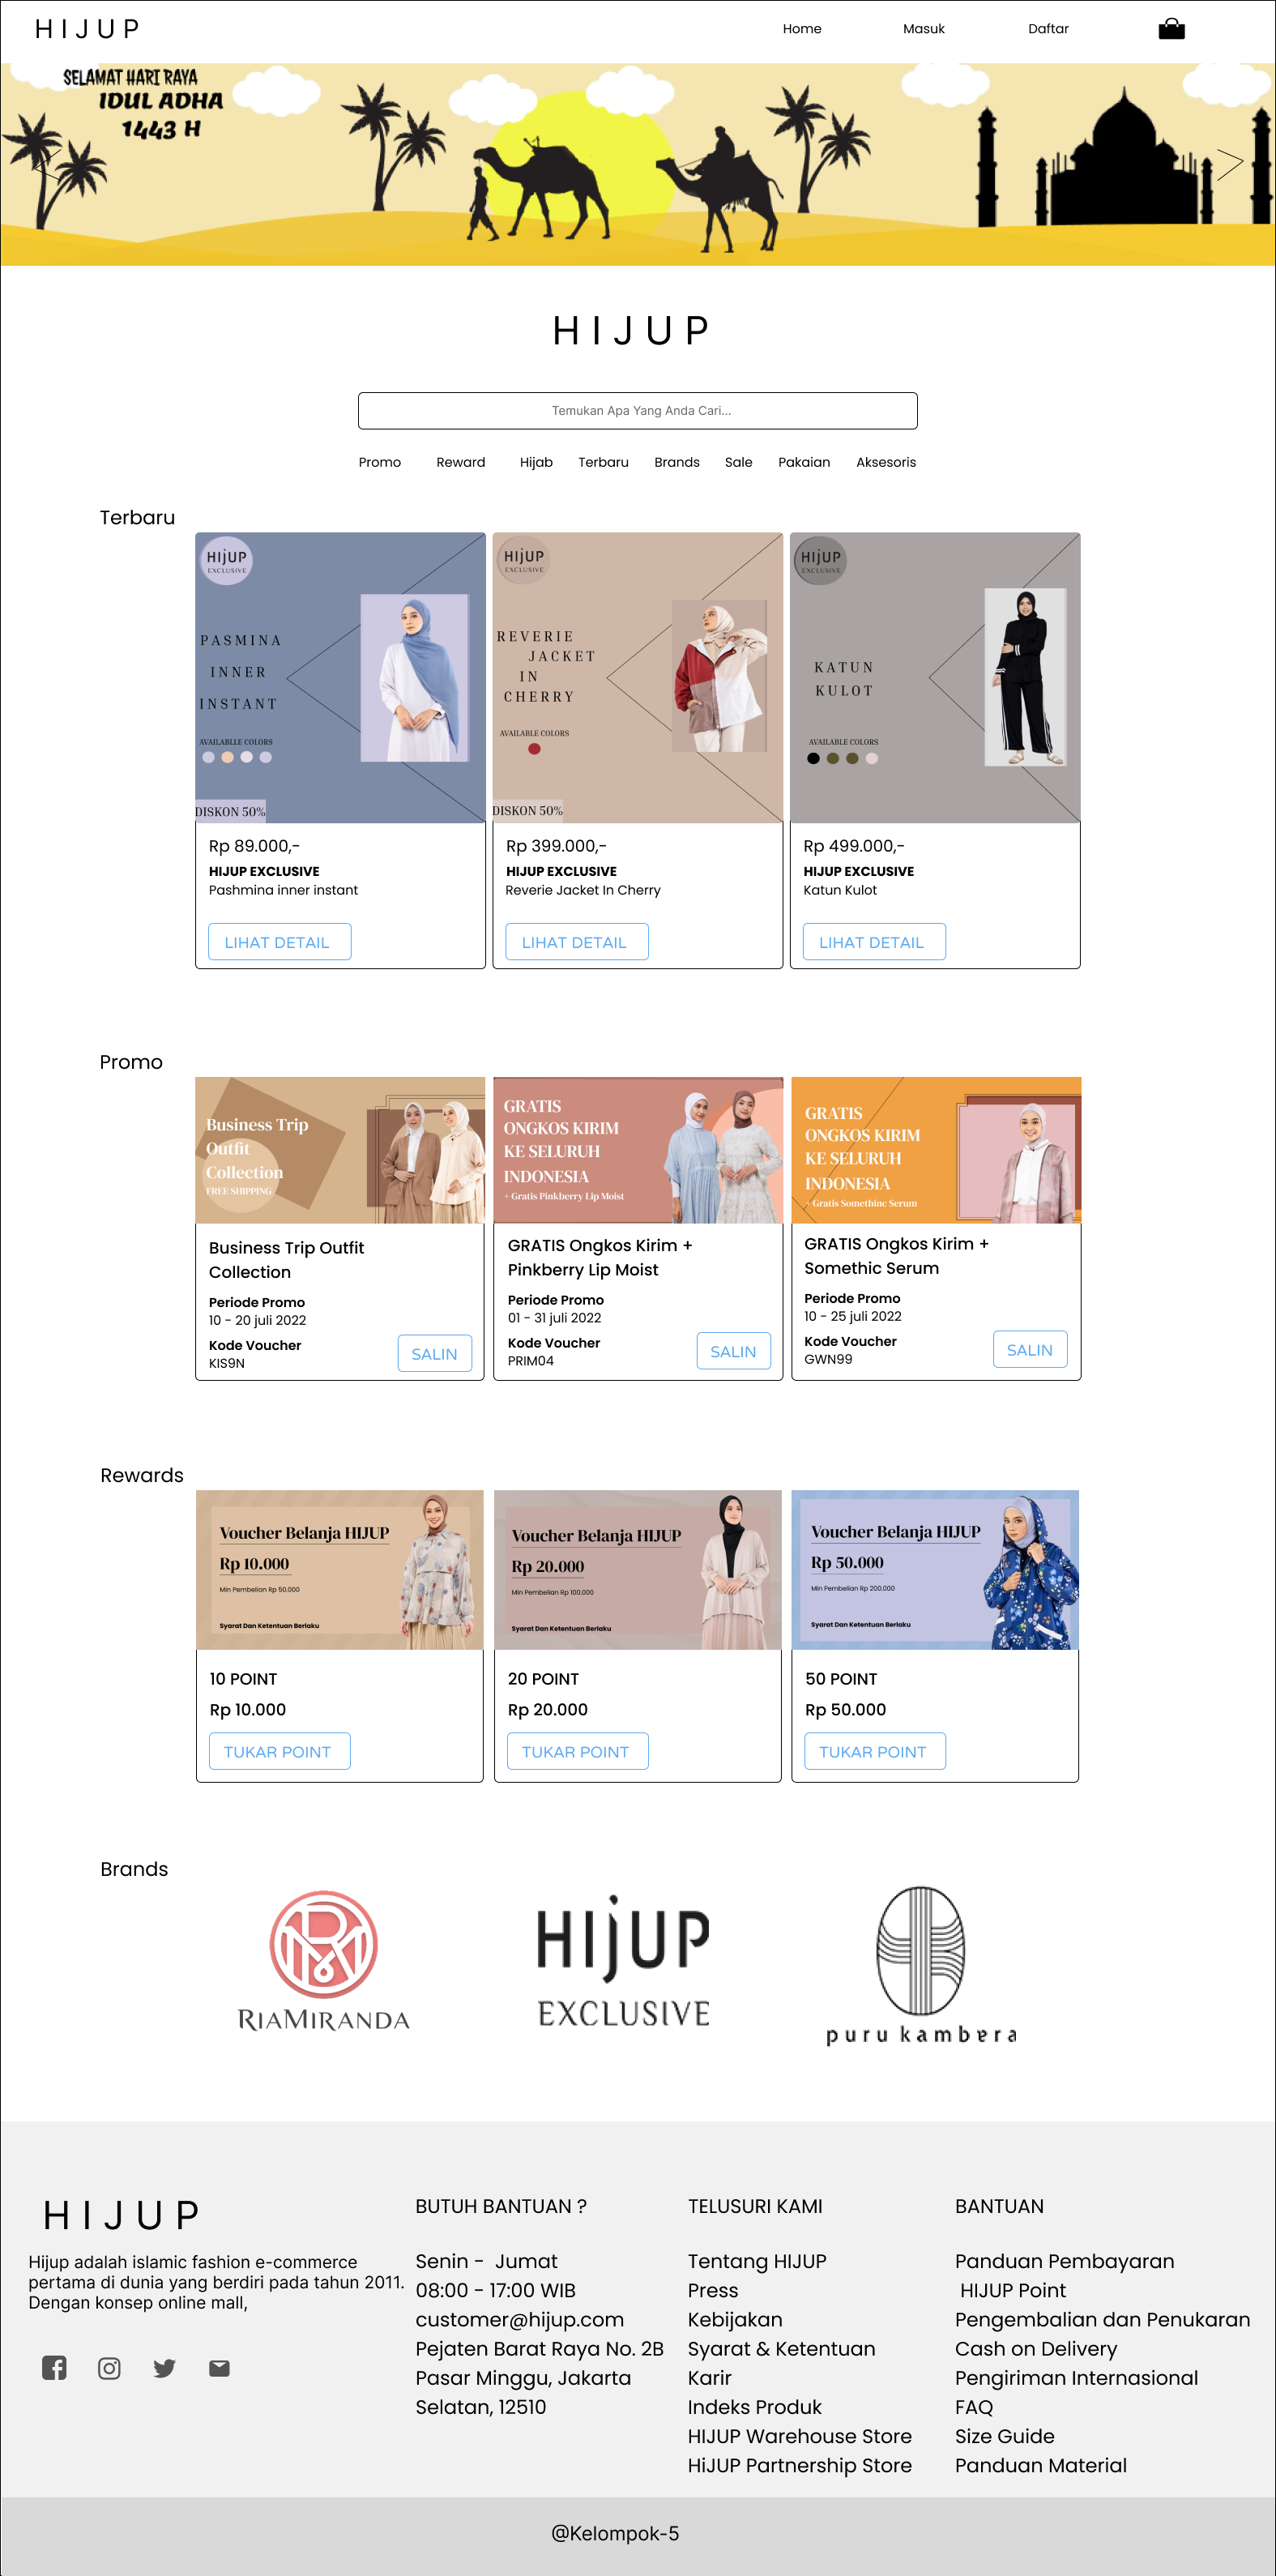 HIJUP
Home
Masuk
Daftar
SELAMAT HARI RAYA
IDUL ADHA
1443 H
HIJUP
Temukan Apa Yang Anda Cari...
Promo
Reward
Hijab
Terbaru
Brands
Sale
Pakaian
Aksesoris
Terbaru
HIjUP
EXCLUSIVE
PASMINA
INNER
INSTANT
AVAILABLLE COLORS
DISKON 50%
Rp 89.000,-
HIJUP EXCLUSIVE
Pashmina inner instant
LIHAT DETAIL
HIjUP
EXCLUSIVE
REVERIE
JACKET
IN
CHERRY
AVAILABLE COLORS
DISKON 50%
Rp 399.000,-
HIJUP EXCLUSIVE
Reverie Jacket In Cherry
LIHAT DETAIL
HIjUP
EXCLUSIVE
KATUN
KULOT
AVAILABLE COLORS
Rp 499.000,-
HIJUP EXCLUSIVE
Katun Kulot
LIHAT DETAIL
Promo
Business Trip
Outfit
Collection
FREE SHIPPING
Business Trip Outfit
Collection
Periode Promo
10 - 20 juli 2022
Kode Voucher
KIS9N
SALIN
GRATIS
ONGKOS KIRIM
KE SELURUH
INDONESIA
+ Gratis Pinkberry Lip Moist
GRATIS Ongkos Kirim +
Pinkberry Lip Moist
Periode Promo
01 - 31 juli 2022
Kode Voucher
PRIM04
SALIN
GRATIS
ONGKOS KIRIM
KE SELURUH
INDONESIA
+ Gratis Somethinc Serum
GRATIS Ongkos Kirim +
Somethic Serum
Periode Promo
10 - 25 juli 2022
Kode Voucher
GWN99
SALIN
Rewards
Voucher Belanja HIJUP
Rp 10.000
Min Pembelian Rp 50.000
Syarat Dan Ketentuan Berlaku
10 POINT
Rp 10.000
TUKAR POINT
Voucher Belanja HIJUP
Rp 20.000
Min Pembelian Rp 100.000
Syarat Dan Ketentuan Berlaku
20 POINT
Rp 20.000
TUKAR POINT
Voucher Belanja HIJUP
Rp 50.000
Min Pembelian Rp 200.000
Syarat Dan Ketentuan Berlaku
50 POINT
Rp 50.000
TUKAR POINT
Brands
RIAMIRANDA
HIjUP
EXCLUSIVE
puru kambera
HIJUP
Hijup adalah islamic fashion e-commerce
pertama di dunia yang berdiri pada tahun 2011.
Dengan konsep online mall,
BUTUH BANTUAN ?
Senin - Jumat
08:00 - 17:00 WIB
customer@hijup.com
Pejaten Barat Raya No. 2B
Pasar Minggu, Jakarta
Selatan, 12510
TELUSURI KAMI
Tentang HIJUP
Press
Kebijakan
Syarat & Ketentuan
Karir
Indeks Produk
HIJUP Warehouse Store
HiJUP Partnership Store
BANTUAN
Panduan Pembayaran
HIJUP Point
Pengembalian dan Penukaran
Cash on Delivery
Pengiriman Internasional
FAQ
Size Guide
Panduan Material
@Kelompok-5